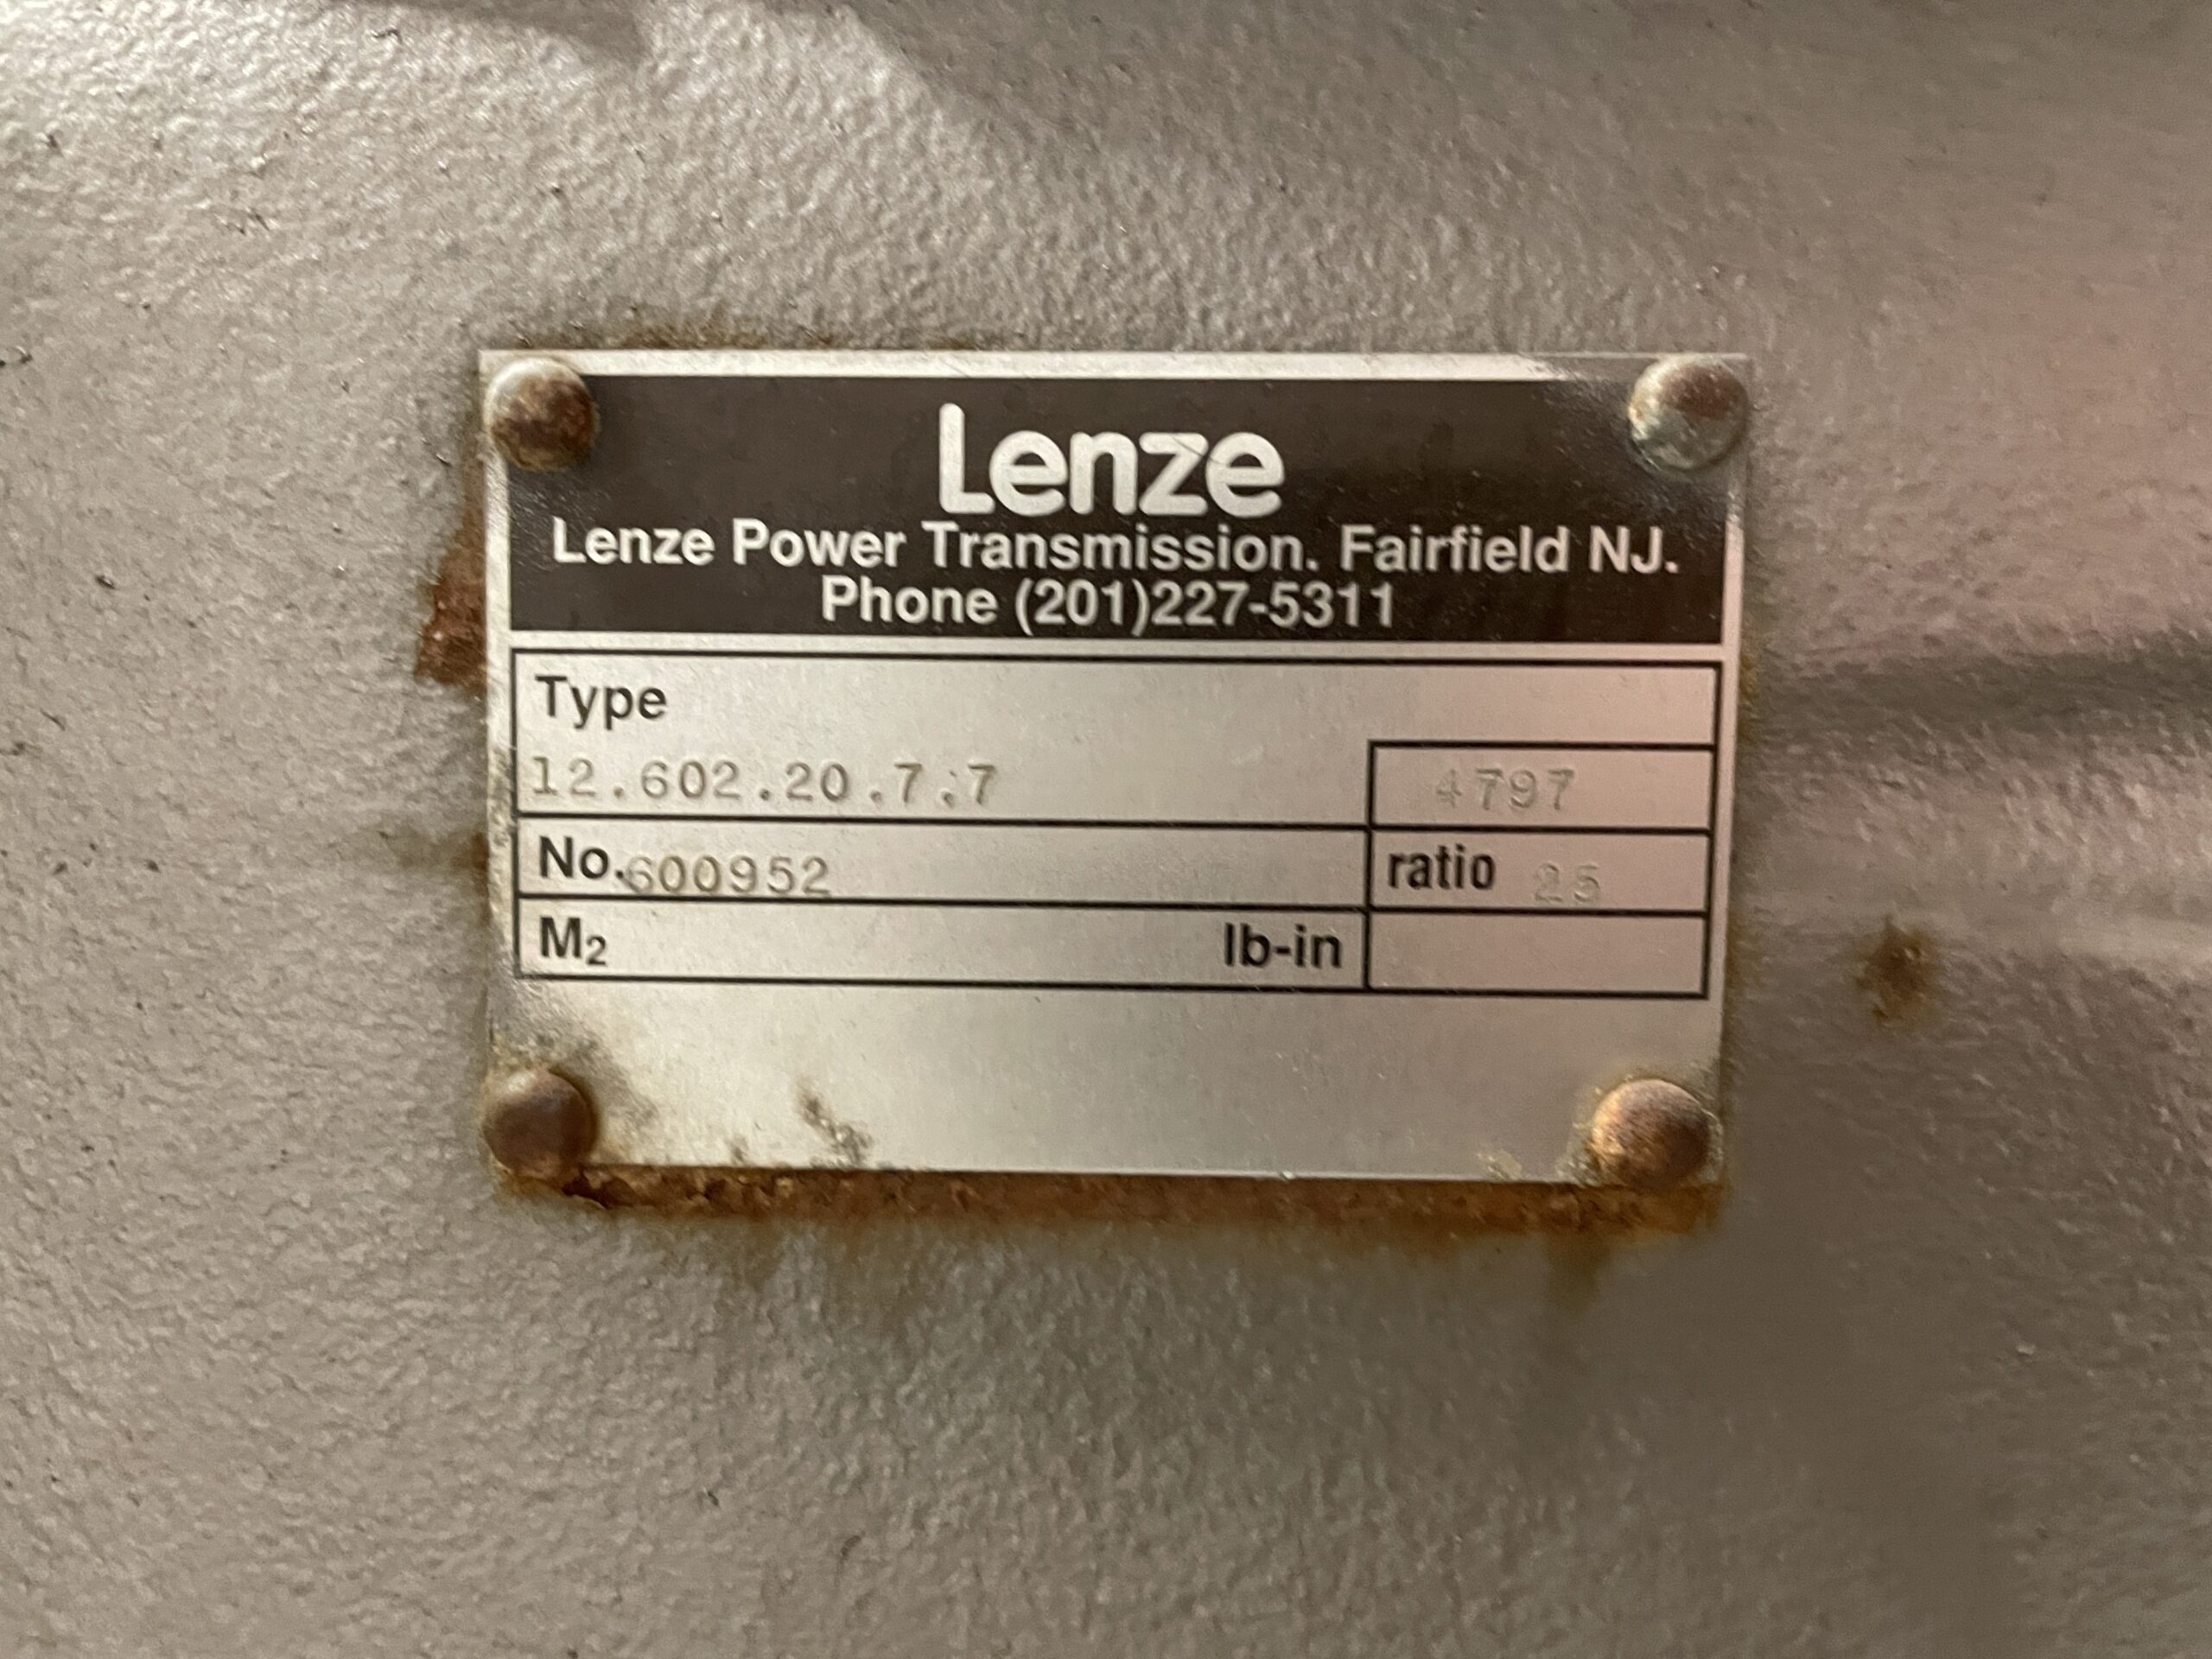 Lenze
Lenze Power Transmission. Fairfield NJ.
Phone (201)227-5311
Type
12.602.20.7.7
4797
No.600952
ratio 25
M2 lb-in